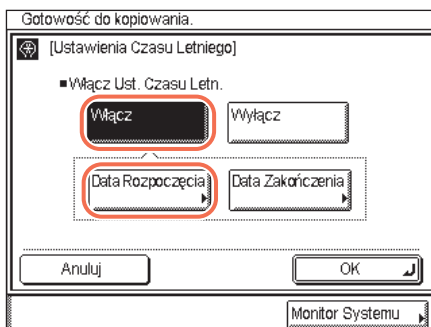 Gotowość do kopiowania.
[Ustawienia Czasu Letniego]
■Włącz Ust. Czasu Letn.
Włącz Wyłącz
Data Rozpoczęcia Data Zakończenia
Anuluj OK
Monitor Systemu